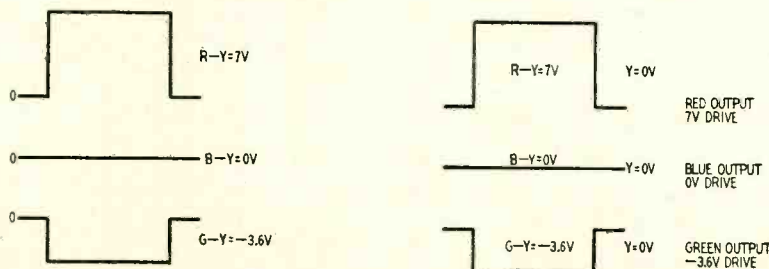 R—Y=7V
0
0
B—Y=0V
0
G—Y=—3.6V
R—Y=7V
Y=0V
RED OUTPUT
7V DRIVE
B—Y=0V
Y=0V
BLUE OUTPUT
0V DRIVE
G—Y=—3.6V
Y=0V
GREEN OUTPUT
—3.6V DRIVE